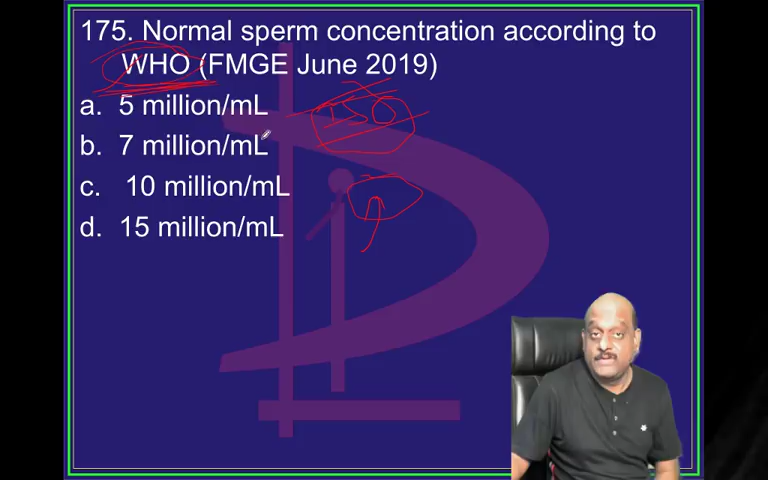 175. Normal sperm concentration according to
WHO (FMGE June 2019)
a. 5 million/mL
b. 7 million/mL
c. 10 million/mL
d. 15 million/mL